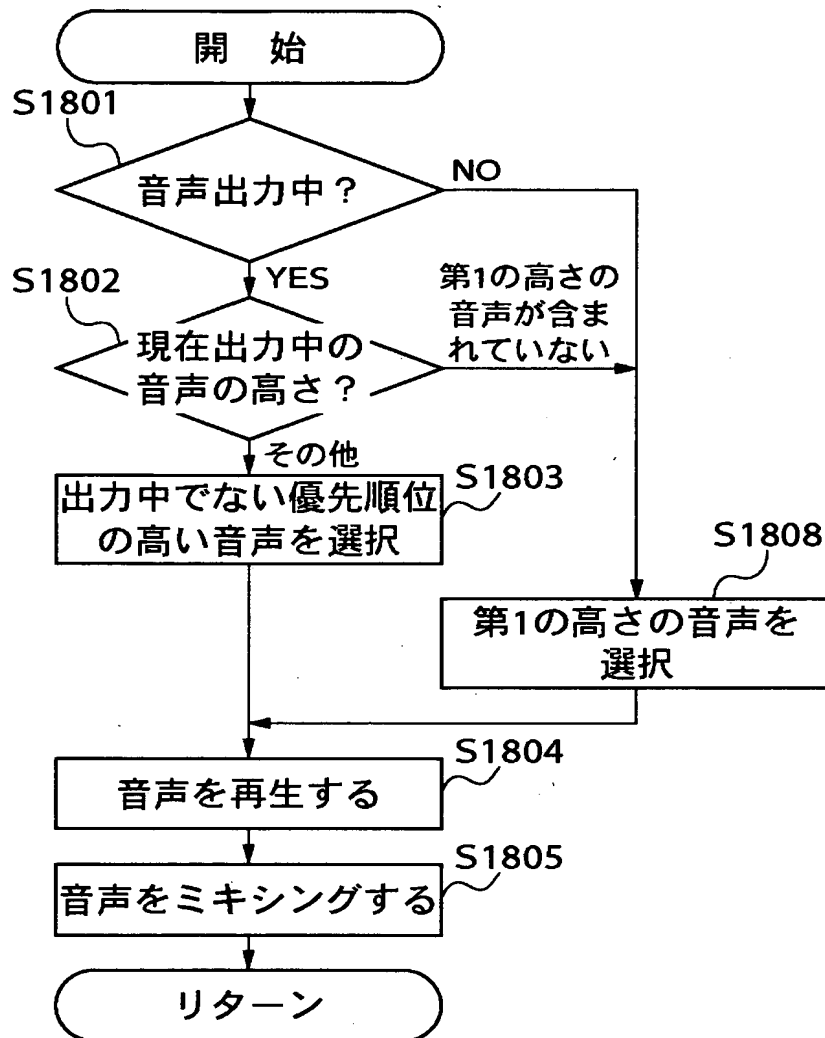 開 始
S1801
音声出力中？
NO
YES
S1802
現在出力中の
音声の高さ？
第1の高さの
音声が含ま
れていない
その他
S1803
出力中でない優先順位
の高い音声を選択
S1808
第1の高さの音声を
選択
S1804
音声を再生する
S1805
音声をミキシングする
リターン